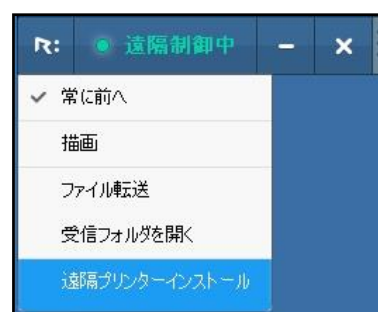 R: 遠隔制御中
常に前へ
描画
ファイル転送
受信フォルダを開く
遠隔プリンターインストール